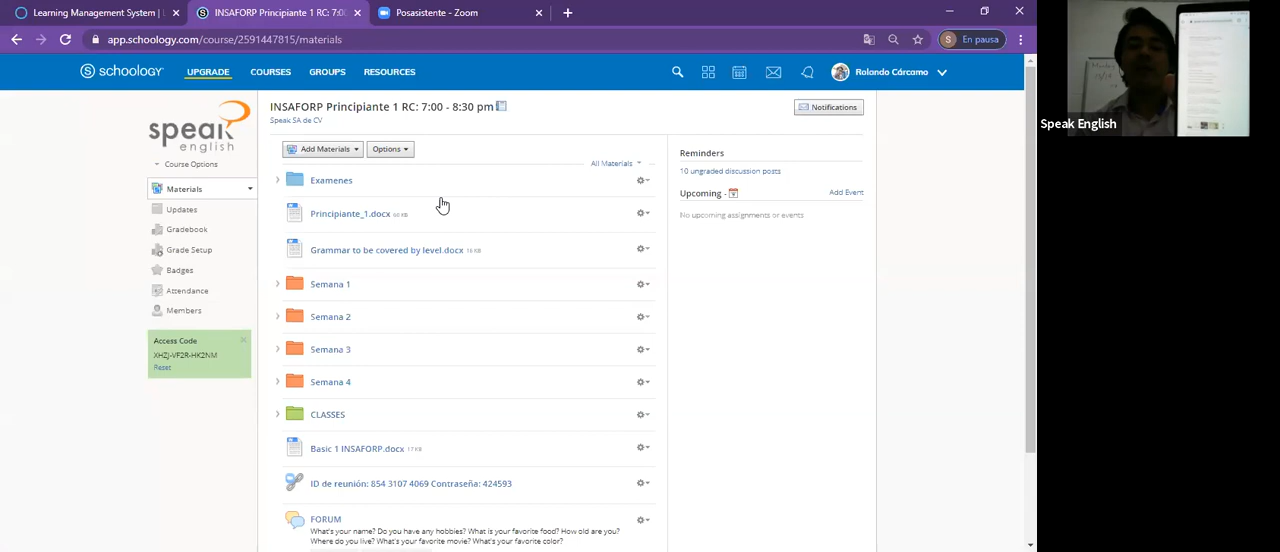 Learning Management System | L
INSAFORP Principiante 1 RC: 7:00
Posasistente - Zoom
app.schoology.com/course/2591447815/materials
S
En pausa
S schoology
UPGRADE
COURSES
GROUPS
RESOURCES
Rolando Cárcamo
speak
english
Course Options
Materials
Updates
Gradebook
Grade Setup
Badges
Attendance
Members
Access Code
XHZJ-VF2R-HK2NM
Reset
INSAFORP Principiante 1 RC: 7:00 - 8:30 pm
Speak SA de CV
Notifications
Add Materials
Options
All Materials
Examenes
Principiante_1.docx 66 KB
Grammar to be covered by level.docx 16 KB
Semana 1
Semana 2
Semana 3
Semana 4
CLASSES
Basic 1 INSAFORP.docx 17 KB
ID de reunión: 854 3107 4069 Contraseña: 424593
FORUM
What's your name? Do you have any hobbies? What is your favorite food? How old are you?
Where do you live? What's your favorite movie? What's your favorite color?
Reminders
10 ungraded discussion posts
Upcoming
Add Event
No upcoming assignments or events
Speak English